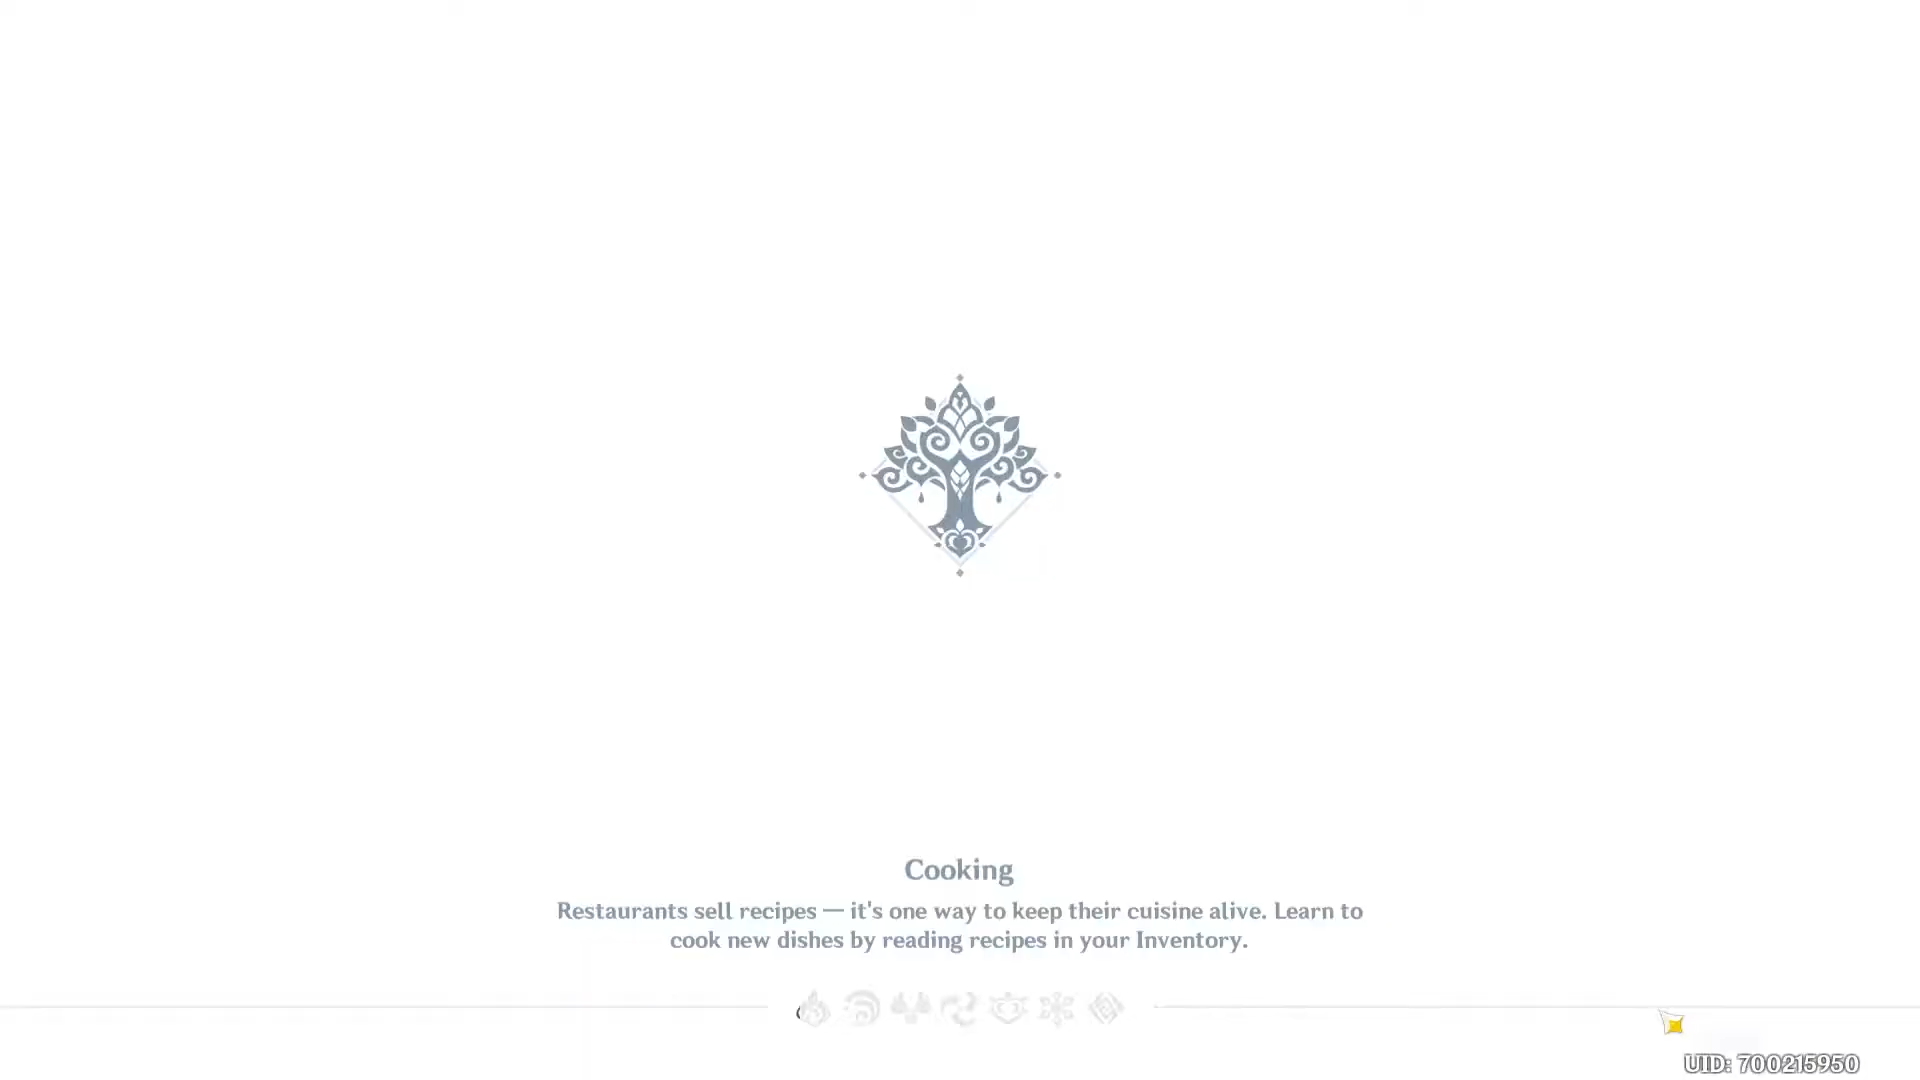 Cooking
Restaurants sell recipes — it's one way to keep their cuisine alive. Learn to
cook new dishes by reading recipes in your Inventory.
UID: 700215950